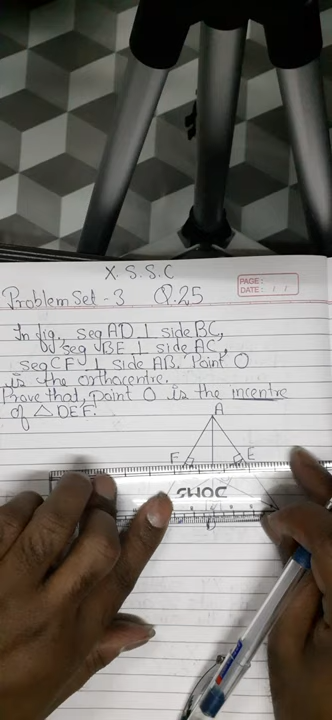 X. S. S. C
PAGE:
DATE: / /
Problem Set - 3 Q. 25
In fig, seg AD ⊥ side BC,
seg BE ⊥ side AC,
seg CF ⊥ side AB. Point O
is the orthocentre.
Prove that, point O is the incentre
of △ DEF.
A
F E
DOMS
D